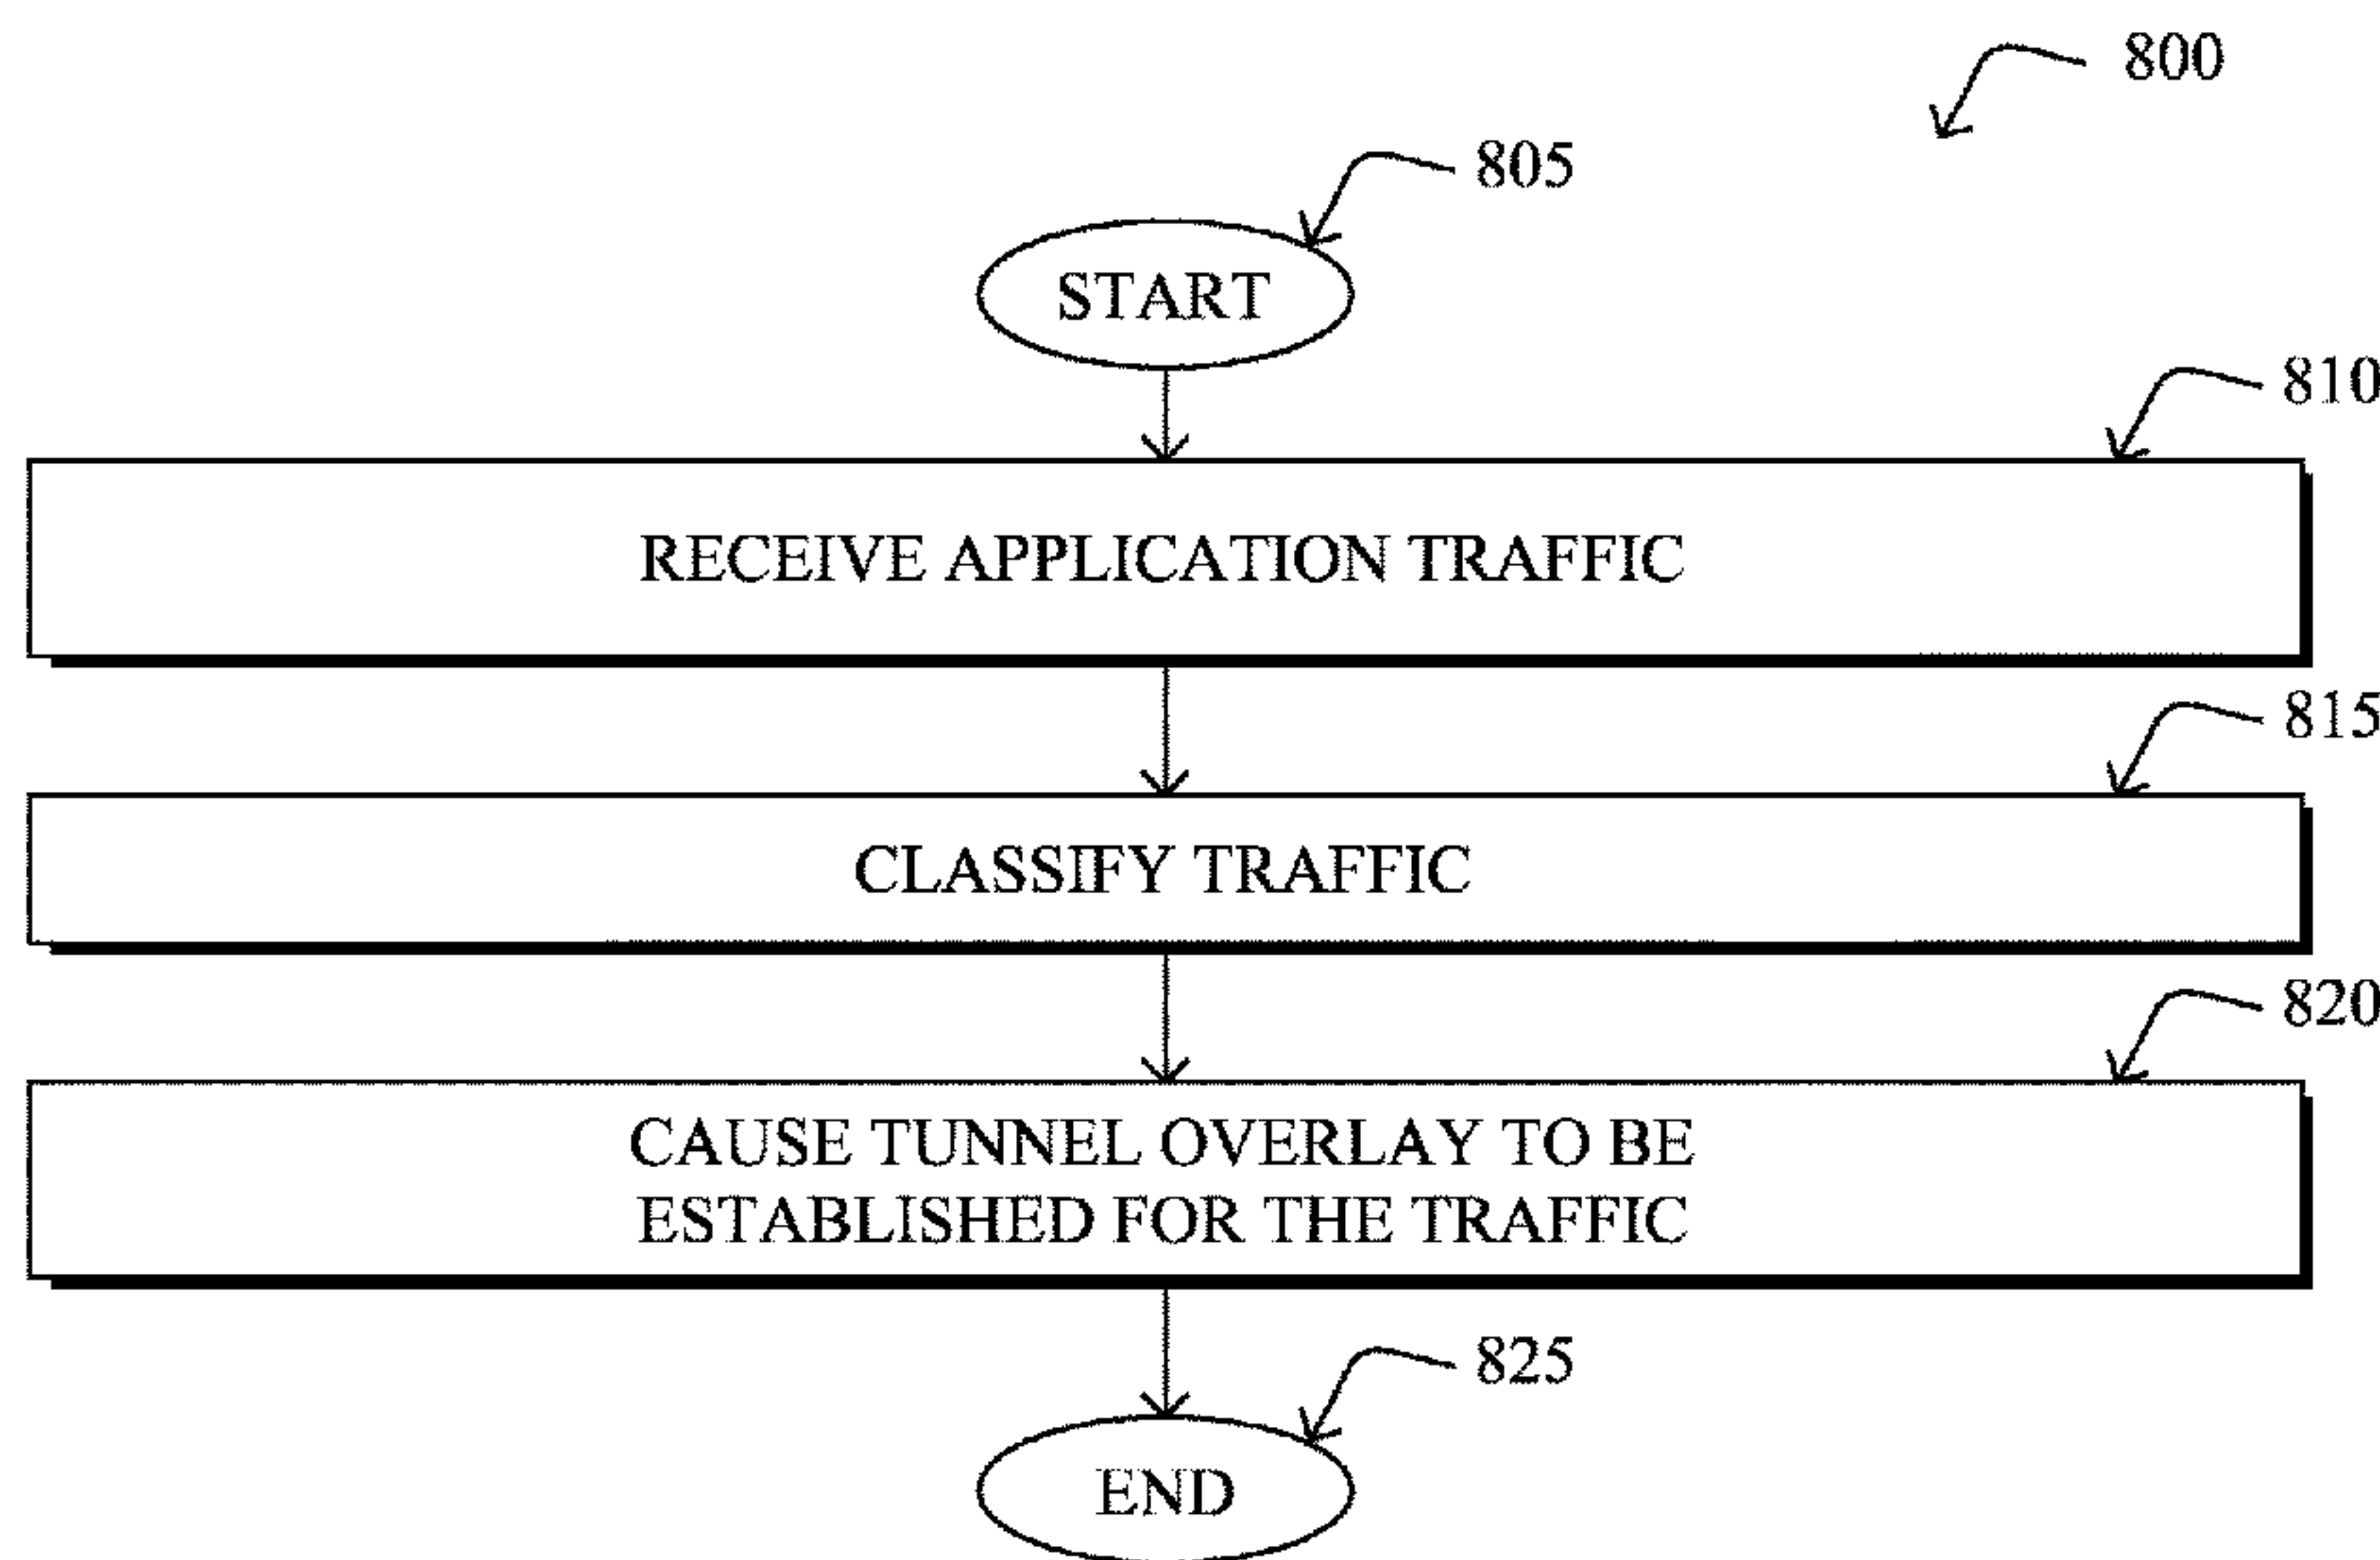 800
805
START
810
RECEIVE APPLICATION TRAFFIC
815
CLASSIFY TRAFFIC
820
CAUSE TUNNEL OVERLAY TO BE
ESTABLISHED FOR THE TRAFFIC
825
END